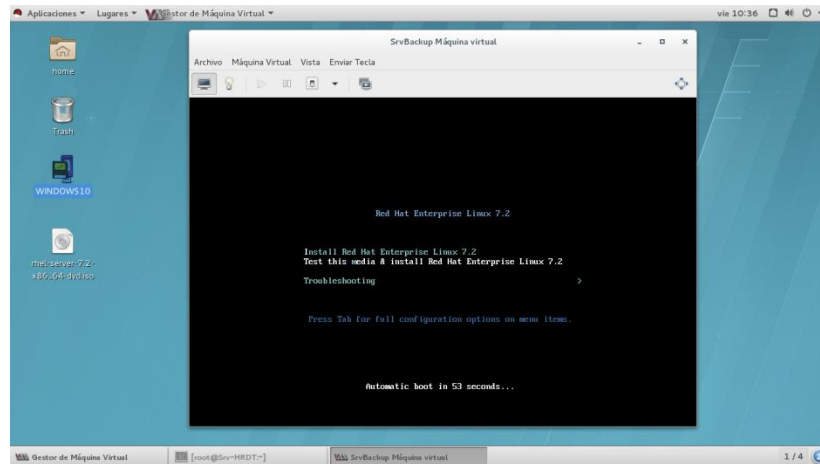 Aplicaciones Lugares Gestor de Máquina Virtual vie 10:36
home
Trash
WINDOWS10
rhel-server-7.2-
x86_64-dvd.iso
SrvBackup Máquina virtual
Archivo Máquina Virtual Vista Enviar Tecla
Red Hat Enterprise Linux 7.2
Install Red Hat Enterprise Linux 7.2
Test this media & install Red Hat Enterprise Linux 7.2
Troubleshooting >
Press Tab for full configuration options on menu items.
Automatic boot in 53 seconds...
Gestor de Máquina Virtual [root@Srv-HRDT:~] SrvBackup Máquina virtual 1 / 4